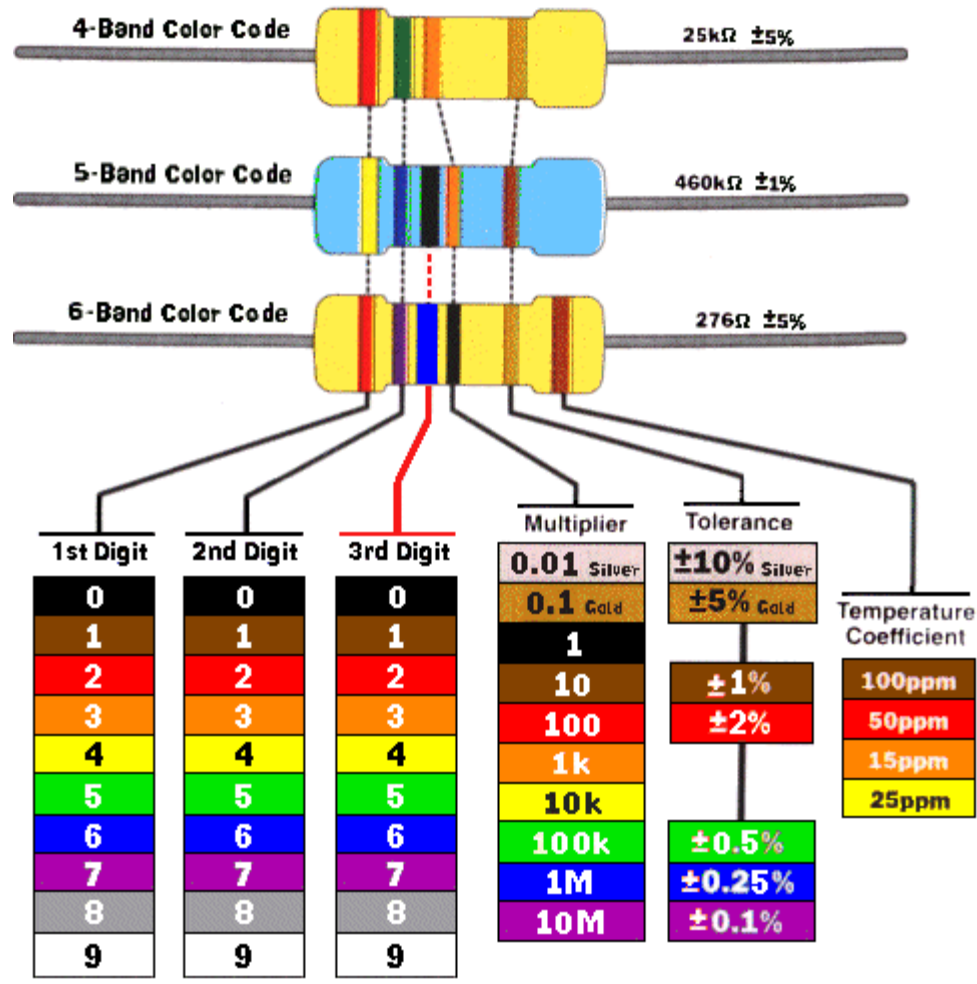 4-Band Color Code
25kΩ ±5%
5-Band Color Code
460kΩ ±1%
6-Band Color Code
276Ω ±5%
1st Digit
0
1
2
3
4
5
6
7
8
9
2nd Digit
0
1
2
3
4
5
6
7
8
9
3rd Digit
0
1
2
3
4
5
6
7
8
9
Multiplier
0.01 Silver
0.1 Gold
1
10
100
1k
10k
100k
1M
10M
Tolerance
±10% Silver
±5% Gold
±1%
±2%
±0.5%
±0.25%
±0.1%
Temperature
Coefficient
100ppm
50ppm
15ppm
25ppm